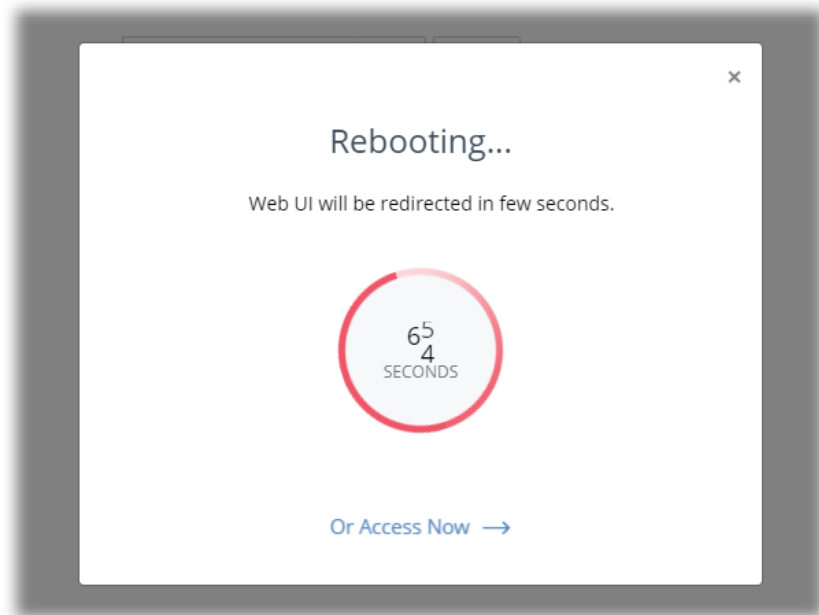 ×
Rebooting...
Web UI will be redirected in few seconds.
65
4
SECONDS
Or Access Now →